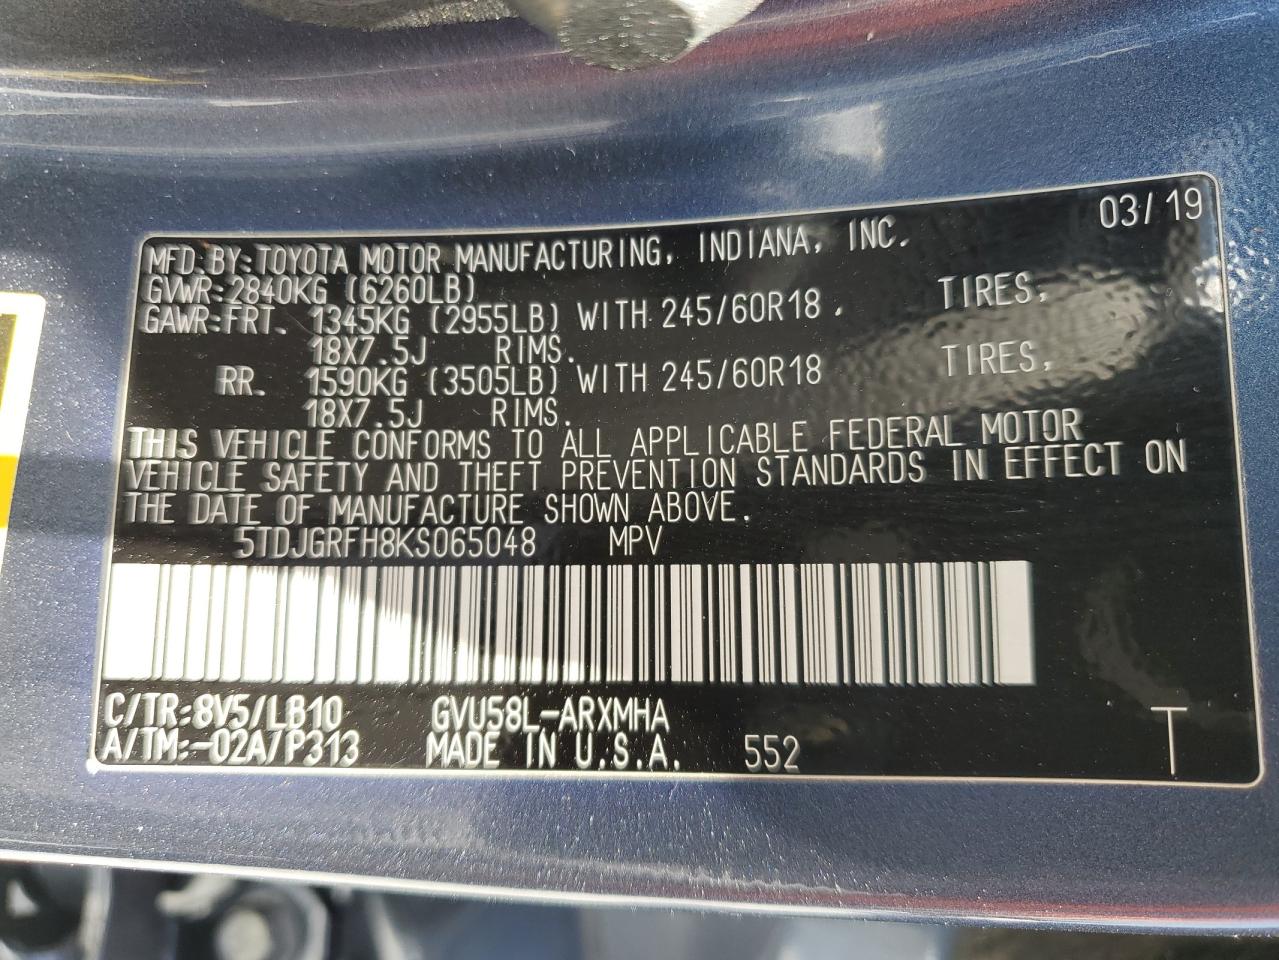 03/19
MFD.BY:TOYOTA MOTOR MANUFACTURING, INDIANA, INC.
GVWR:2840KG (6260LB)
GAWR:FRT. 1345KG (2955LB) WITH 245/60R18 . TIRES,
18X7.5J RIMS.
RR. 1590KG (3505LB) WITH 245/60R18 TIRES,
18X7.5J RIMS.
THIS VEHICLE CONFORMS TO ALL APPLICABLE FEDERAL MOTOR
VEHICLE SAFETY AND THEFT PREVENTION STANDARDS IN EFFECT ON
THE DATE OF MANUFACTURE SHOWN ABOVE.
5TDJGRFH8KS065048 MPV
C/TR:8V5/LB10 GVU58L-ARXMHA
A/TM:-02A/P313 MADE IN U.S.A. 552
T